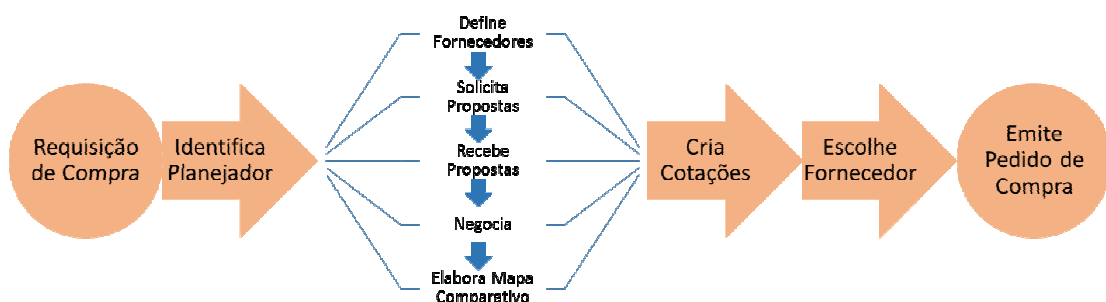 Requisição
de Compra
Identifica
Planejador
Define
Fornecedores
Solicita
Propostas
Recebe
Propostas
Negocia
Elabora Mapa
Comparativo
Cria
Cotações
Escolhe
Fornecedor
Emite
Pedido de
Compra